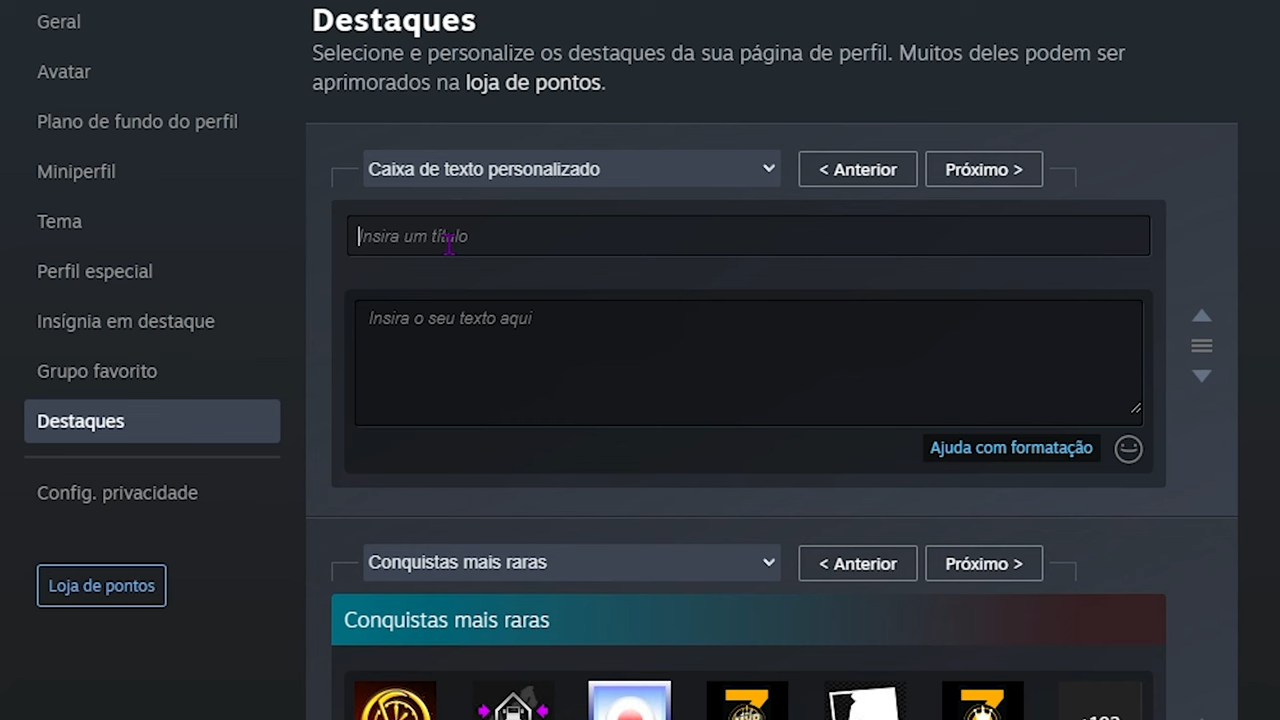 Geral
Avatar
Plano de fundo do perfil
Miniperfil
Tema
Perfil especial
Insígnia em destaque
Grupo favorito
Destaques
Config. privacidade
Loja de pontos
Destaques
Selecione e personalize os destaques da sua página de perfil. Muitos deles podem ser
aprimorados na loja de pontos.
Caixa de texto personalizado
< Anterior
Próximo >
Insira um título
Insira o seu texto aqui
Ajuda com formatação
Conquistas mais raras
< Anterior
Próximo >
Conquistas mais raras